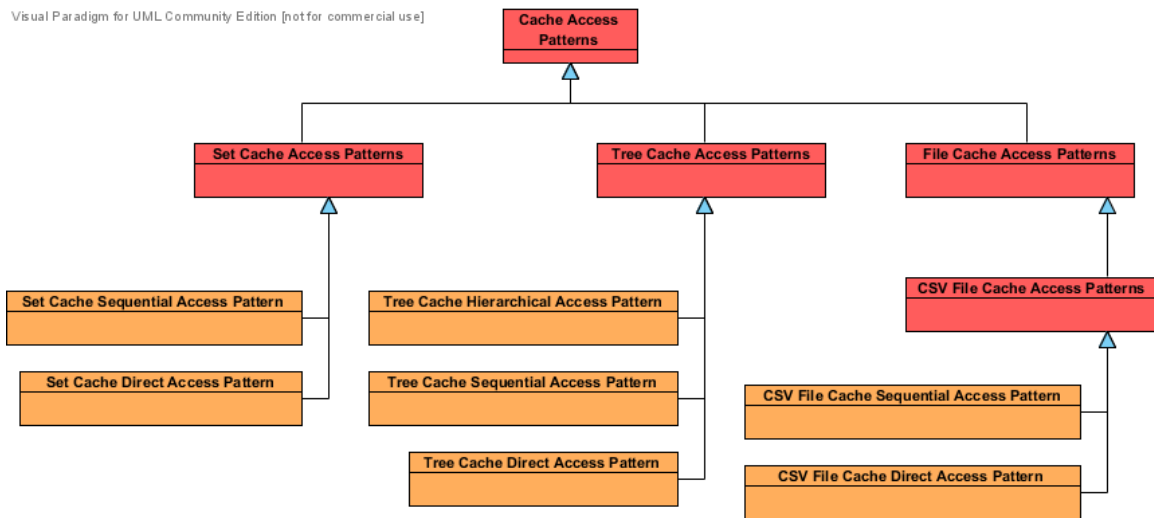 Visual Paradigm for UML Community Edition [not for commercial use]
Cache Access
Patterns
Set Cache Access Patterns
Tree Cache Access Patterns
File Cache Access Patterns
CSV File Cache Access Patterns
Set Cache Sequential Access Pattern
Tree Cache Hierarchical Access Pattern
Set Cache Direct Access Pattern
Tree Cache Sequential Access Pattern
CSV File Cache Sequential Access Pattern
Tree Cache Direct Access Pattern
CSV File Cache Direct Access Pattern